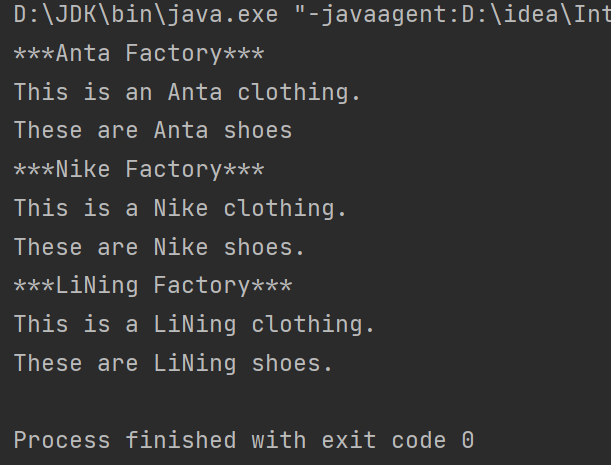 D:\JDK\bin\java.exe "-javaagent:D:\idea\Int
***Anta Factory***
This is an Anta clothing.
These are Anta shoes
***Nike Factory***
This is a Nike clothing.
These are Nike shoes.
***LiNing Factory***
This is a LiNing clothing.
These are LiNing shoes.
Process finished with exit code 0